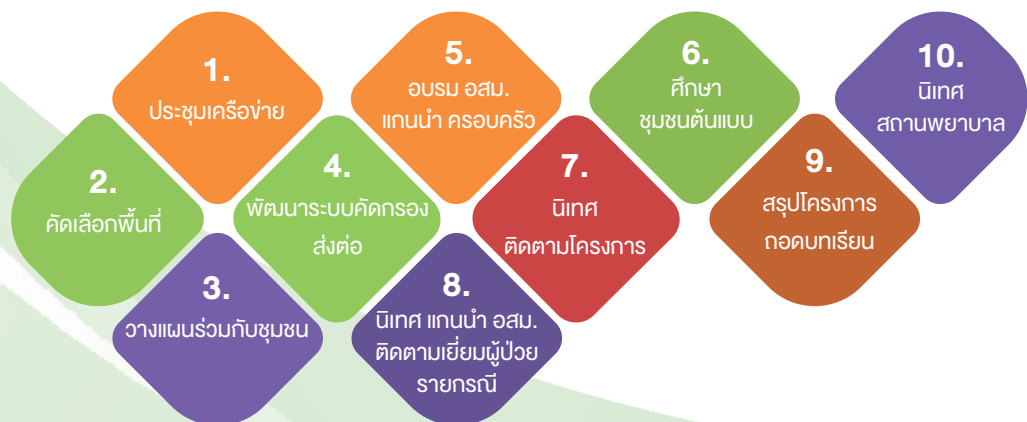 1.
ประชุมเครือข่าย
2.
คัดเลือกพื้นที่
3.
วางแผนร่วมกับชุมชน
4.
พัฒนาระบบคัดกรอง
ส่งต่อ
5.
อบรม อสม.
แกนนำ ครอบครัว
6.
ศึกษา
ชุมชนต้นแบบ
7.
นิเทศ
ติดตามโครงการ
8.
นิเทศ แกนนำ อสม.
ติดตามเยี่ยมผู้ป่วย
รายกรณี
9.
สรุปโครงการ
ถอดบทเรียน
10.
นิเทศ
สถานพยาบาล